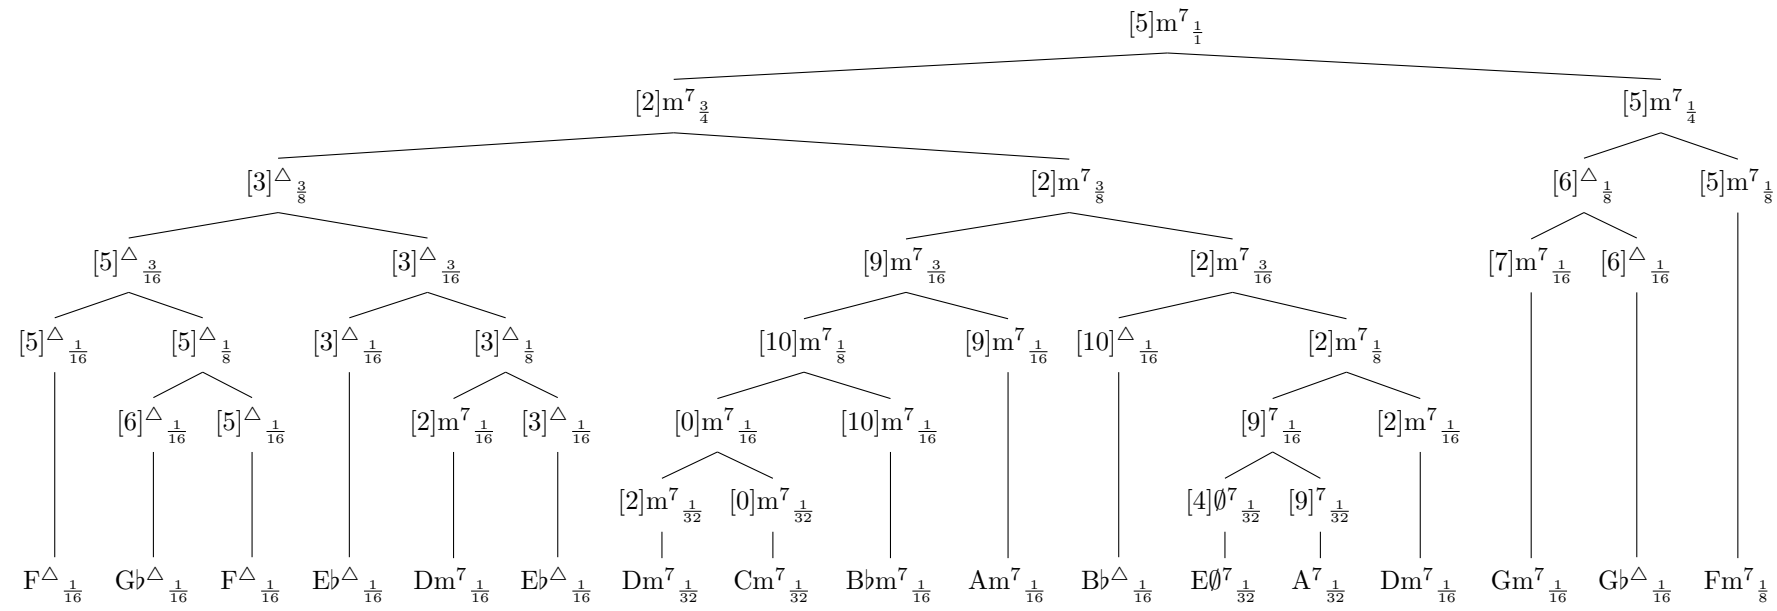 [5]m⁷ 1/1
[2]m⁷ 3/4 [5]m⁷ 1/4
[3]△ 3/8 [2]m⁷ 3/8 [6]△ 1/8 [5]m⁷ 1/8
[5]△ 3/16 [3]△ 3/16 [9]m⁷ 3/16 [2]m⁷ 3/16 [7]m⁷ 1/16 [6]△ 1/16
[5]△ 1/16 [5]△ 1/8 [3]△ 1/16 [3]△ 1/8 [10]m⁷ 1/8 [9]m⁷ 1/16 [10]△ 1/16 [2]m⁷ 1/8
[6]△ 1/16 [5]△ 1/16 [2]m⁷ 1/16 [3]△ 1/16 [0]m⁷ 1/16 [10]m⁷ 1/16 [9]⁷ 1/16 [2]m⁷ 1/16
[2]m⁷ 1/32 [0]m⁷ 1/32 [4]∅⁷ 1/32 [9]⁷ 1/32
F△ 1/16 G♭△ 1/16 F△ 1/16 E♭△ 1/16 Dm⁷ 1/16 E♭△ 1/16 Dm⁷ 1/32 Cm⁷ 1/32 B♭m⁷ 1/16 Am⁷ 1/16 B♭△ 1/16 E∅⁷ 1/32 A⁷ 1/32 Dm⁷ 1/16 Gm⁷ 1/16 G♭△ 1/16 Fm⁷ 1/8